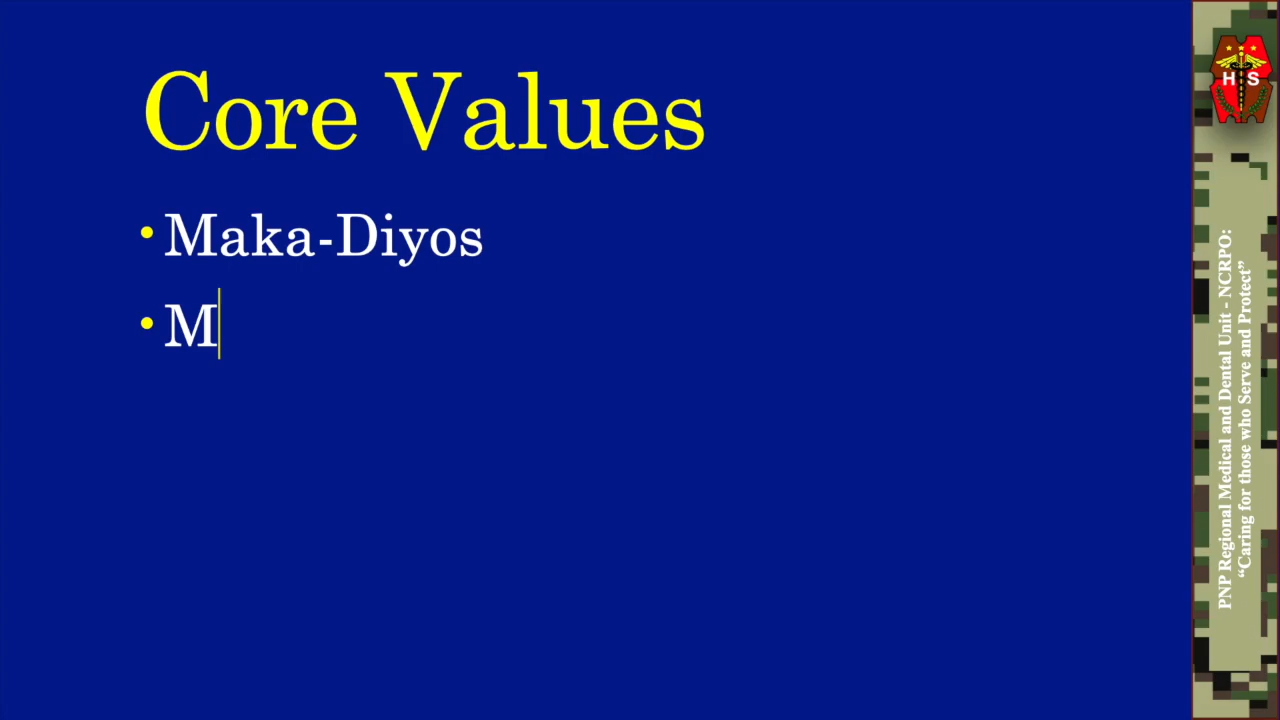 Core Values
• Maka-Diyos
• M
H S
PNP Regional Medical and Dental Unit - NCRPO:
“Caring for those who Serve and Protect”